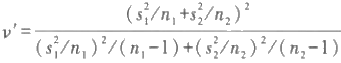 ν′ = (s₁²/n₁+s₂²/n₂)² / ((s₁²/n₁)²/(n₁−1)+(s₂²/n₂)²/(n₂−1))